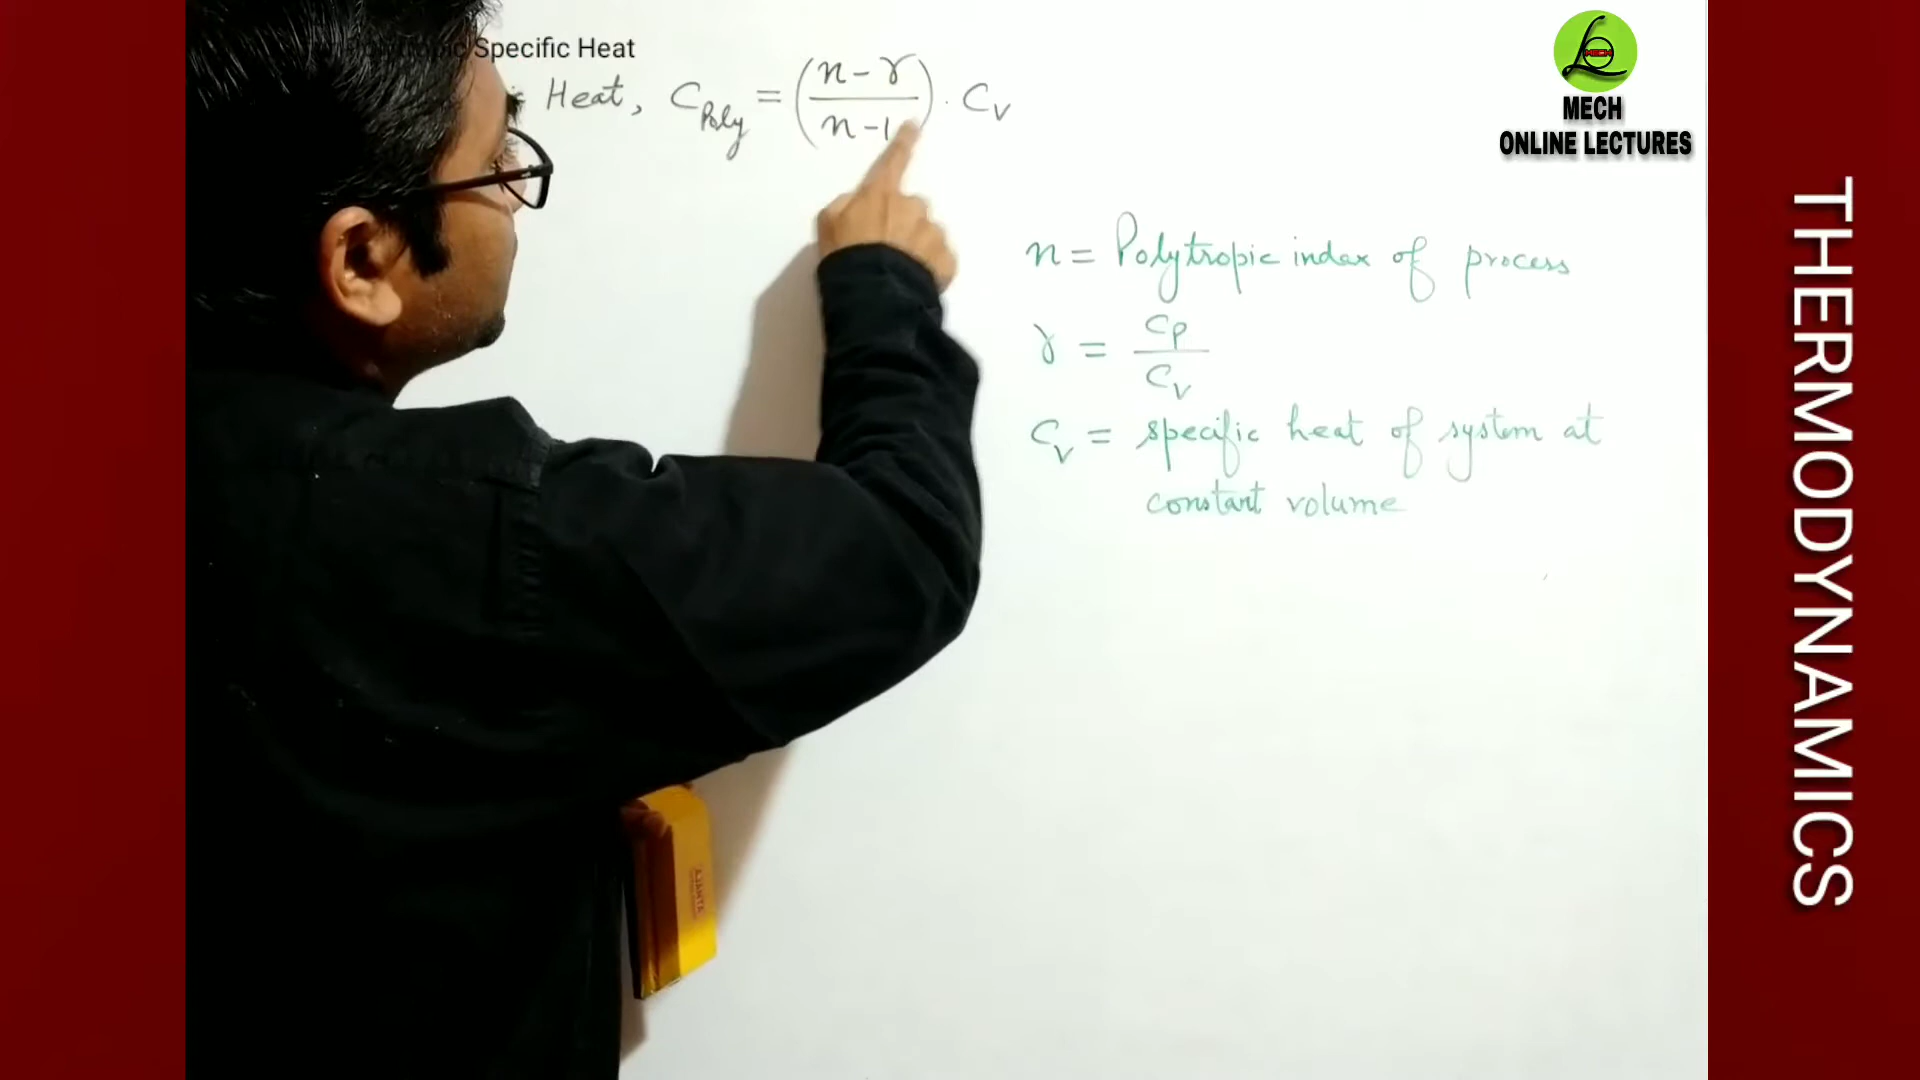 Specific Heat
Heat, C_Poly = (n-γ / n-1) . C_v
MECH
ONLINE LECTURES
n = Polytropic index of process
γ = C_P / C_v
C_v = specific heat of system at
constant volume
THERMODYNAMICS